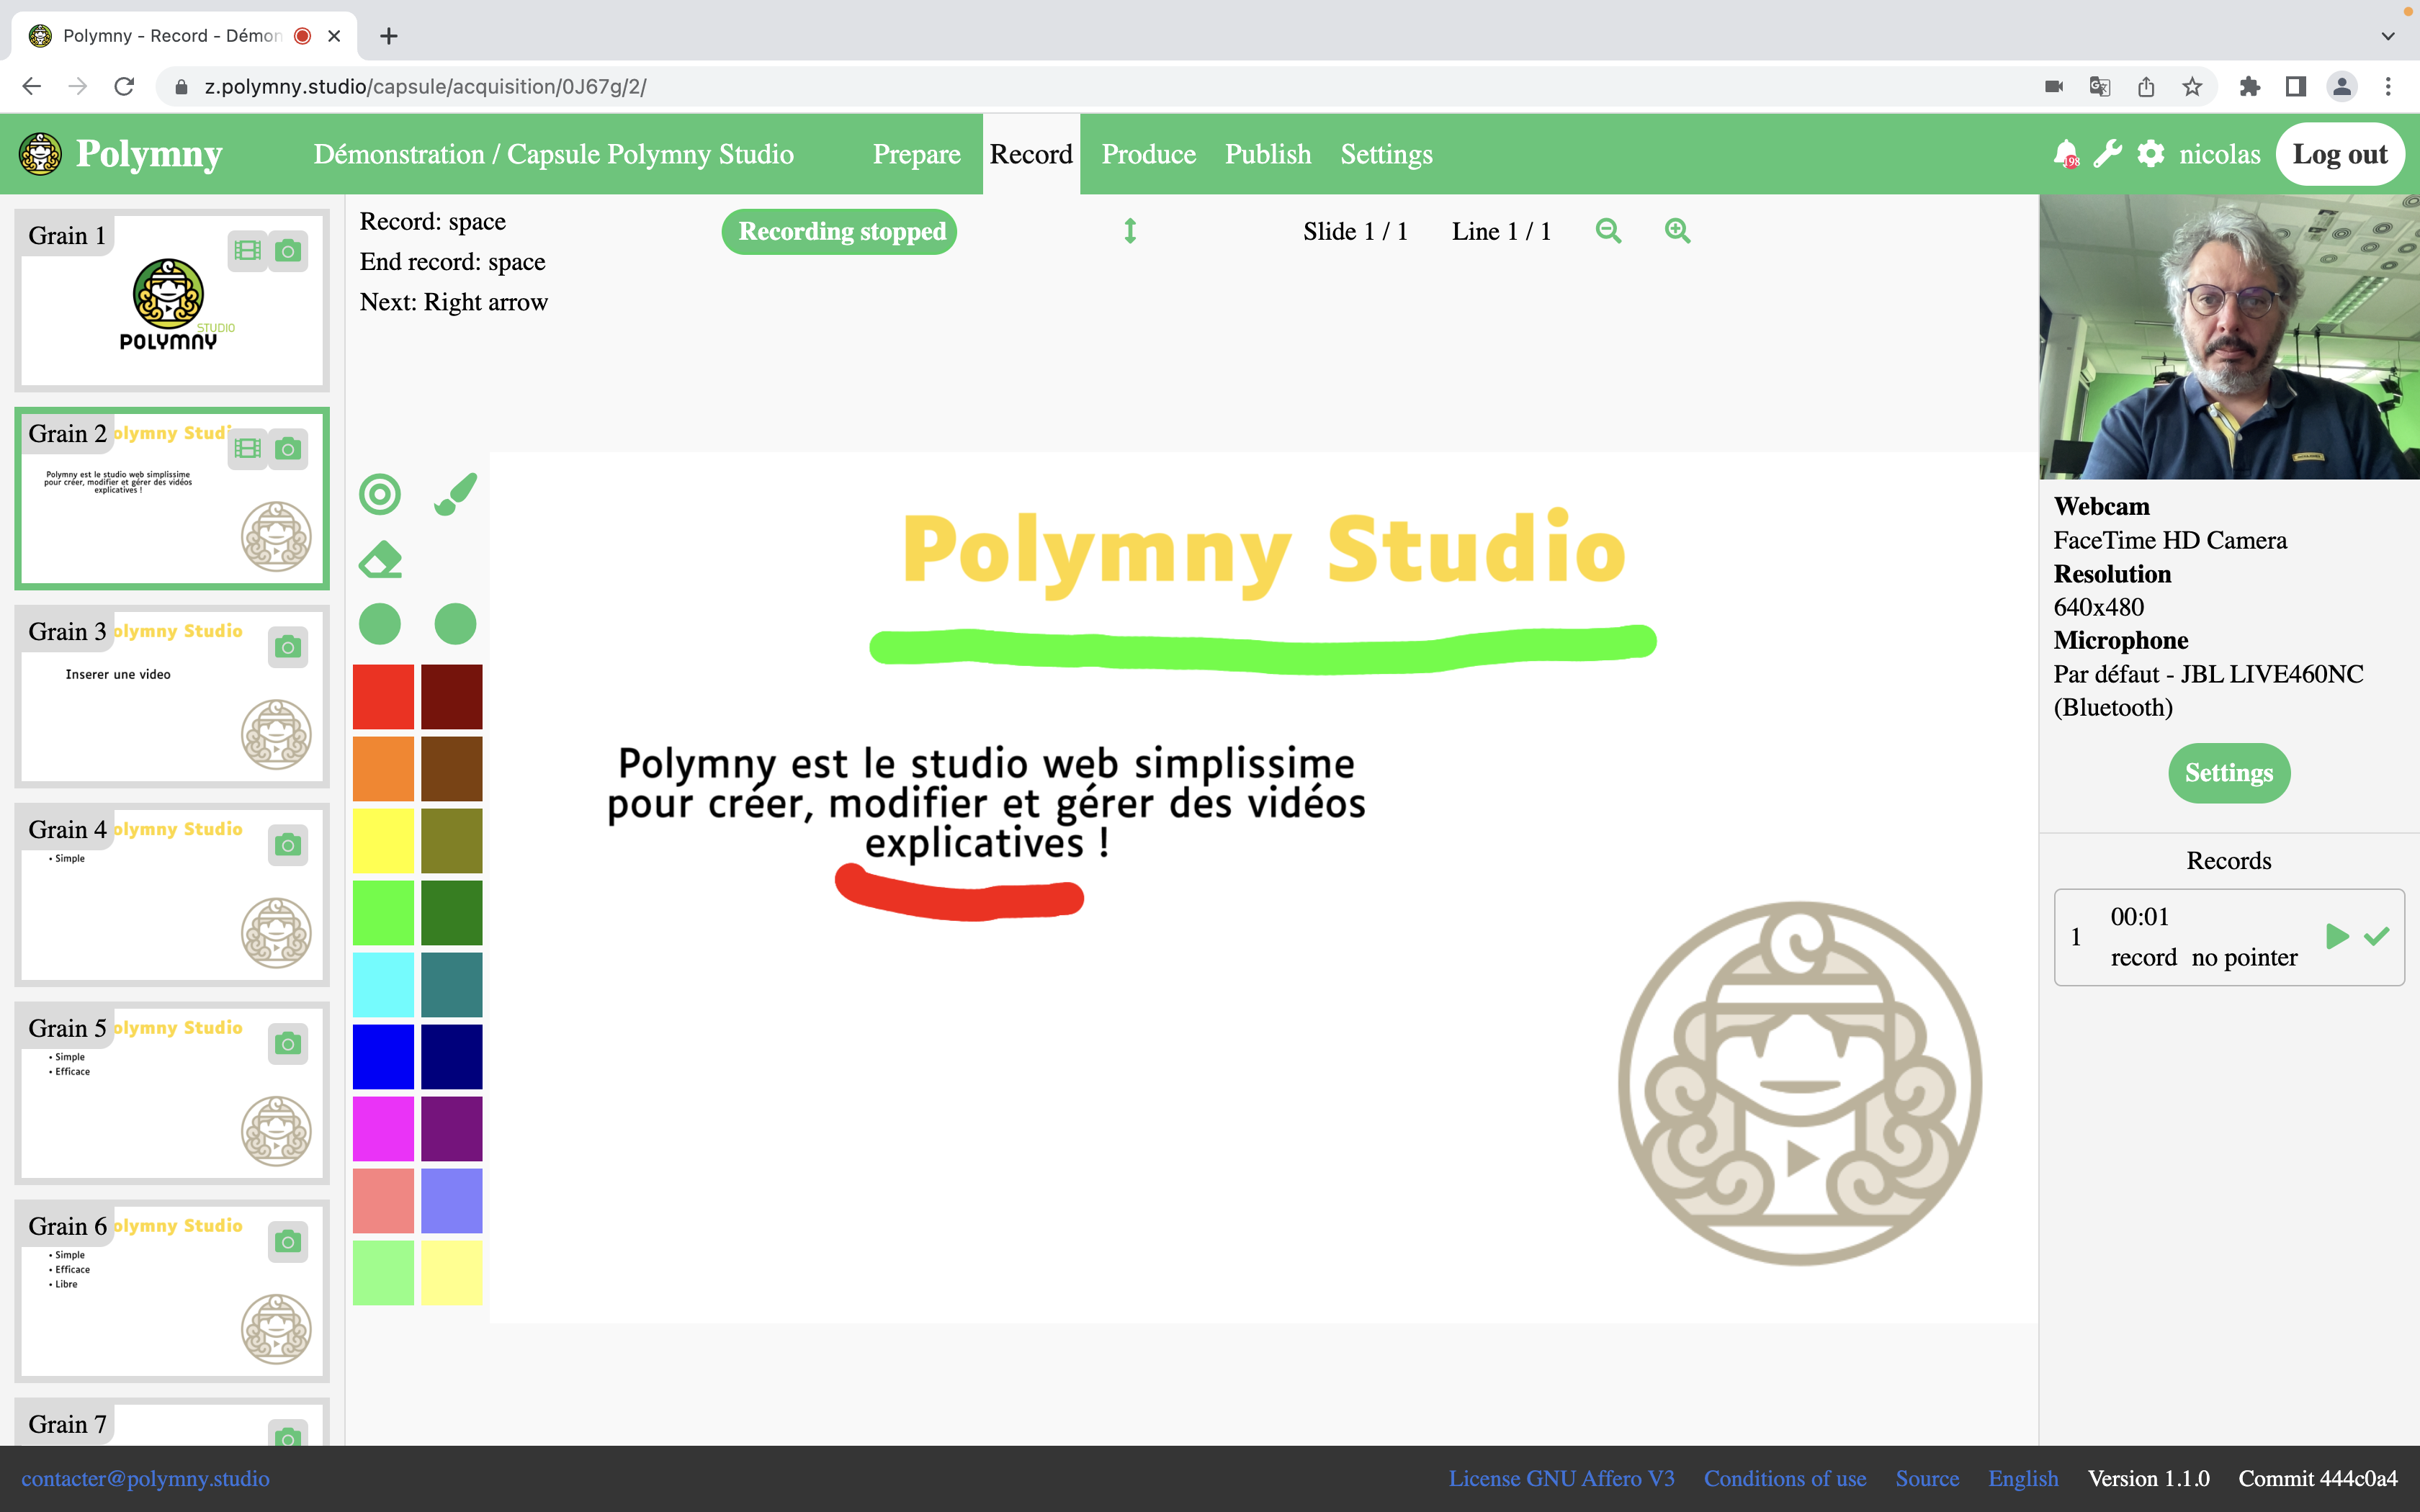 Polymny - Record - Démon
z.polymny.studio/capsule/acquisition/0J67g/2/
Polymny
Démonstration / Capsule Polymny Studio
Prepare
Record
Produce
Publish
Settings
198
nicolas
Log out
Grain 1
STUDIO
POLYMNY
Grain 2
olymny Studi
Polymny est le studio web simplissime
pour créer, modifier et gérer des vidéos
explicatives !
Grain 3
olymny Studio
Inserer une video
Grain 4
olymny Studio
• Simple
Grain 5
olymny Studio
• Simple
• Efficace
Grain 6
olymny Studio
• Simple
• Efficace
• Libre
Grain 7
Record: space
End record: space
Next: Right arrow
Recording stopped
Slide 1 / 1
Line 1 / 1
Polymny Studio
Polymny est le studio web simplissime
pour créer, modifier et gérer des vidéos
explicatives !
Webcam
FaceTime HD Camera
Resolution
640x480
Microphone
Par défaut - JBL LIVE460NC
(Bluetooth)
Settings
Records
1
00:01
record no pointer
contacter@polymny.studio
License GNU Affero V3
Conditions of use
Source
English
Version 1.1.0
Commit 444c0a4